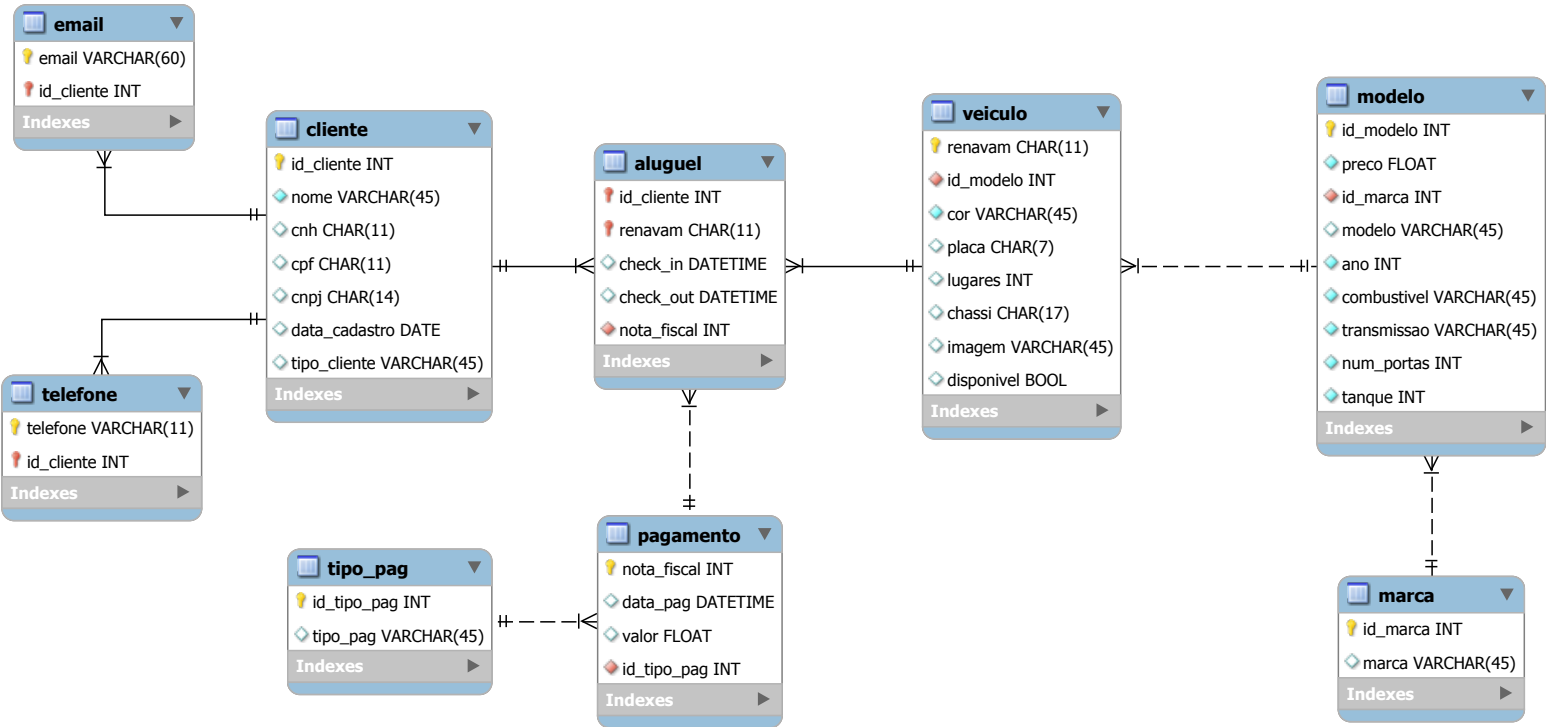 email
email VARCHAR(60)
id_cliente INT
Indexes
cliente
id_cliente INT
nome VARCHAR(45)
cnh CHAR(11)
cpf CHAR(11)
cnpj CHAR(14)
data_cadastro DATE
tipo_cliente VARCHAR(45)
Indexes
telefone
telefone VARCHAR(11)
id_cliente INT
Indexes
aluguel
id_cliente INT
renavam CHAR(11)
check_in DATETIME
check_out DATETIME
nota_fiscal INT
Indexes
veiculo
renavam CHAR(11)
id_modelo INT
cor VARCHAR(45)
placa CHAR(7)
lugares INT
chassi CHAR(17)
imagem VARCHAR(45)
disponivel BOOL
Indexes
modelo
id_modelo INT
preco FLOAT
id_marca INT
modelo VARCHAR(45)
ano INT
combustivel VARCHAR(45)
transmissao VARCHAR(45)
num_portas INT
tanque INT
Indexes
tipo_pag
id_tipo_pag INT
tipo_pag VARCHAR(45)
Indexes
pagamento
nota_fiscal INT
data_pag DATETIME
valor FLOAT
id_tipo_pag INT
Indexes
marca
id_marca INT
marca VARCHAR(45)
Indexes